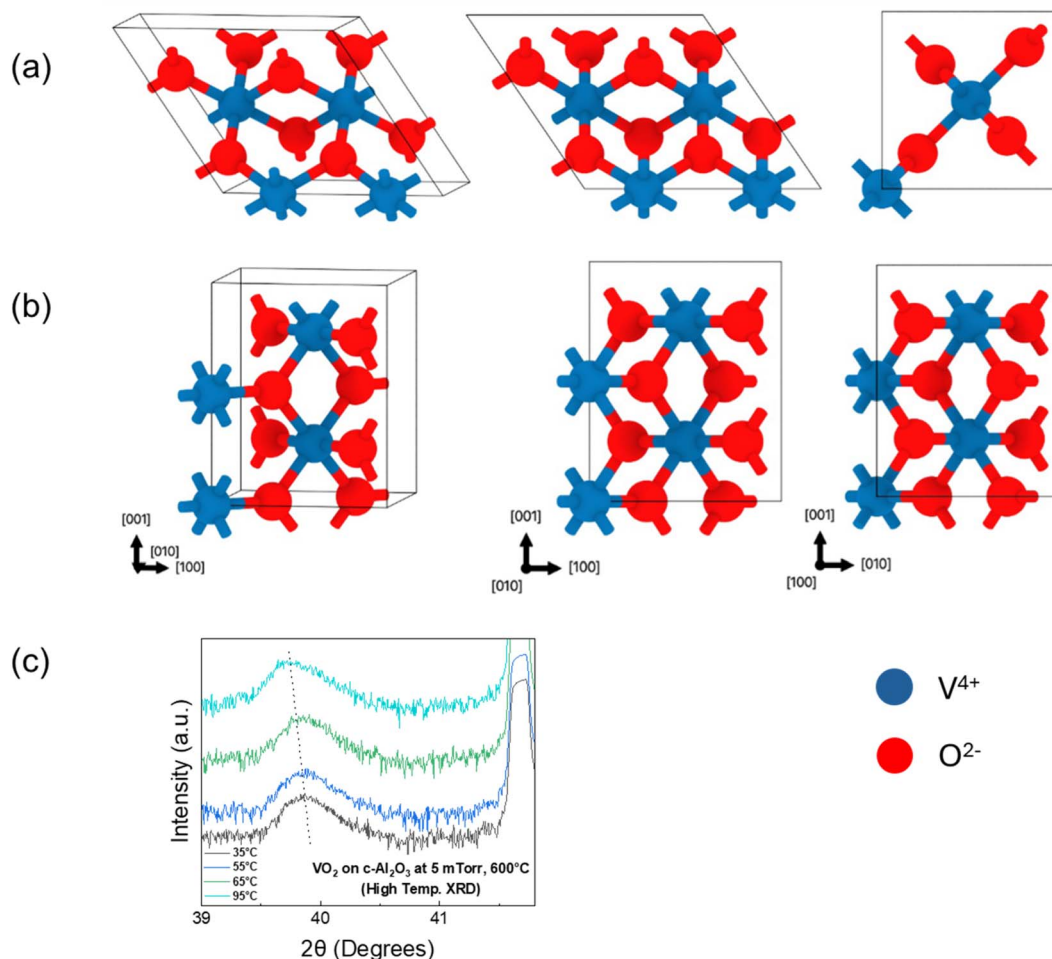 (a)
(b)
[001]
[010]
[100]
[001]
[010]
[100]
[001]
[100]
[010]
(c)
Intensity (a.u.)
35°C
55°C
65°C
95°C
VO₂ on c-Al₂O₃ at 5 mTorr, 600°C
(High Temp. XRD)
39
40
41
2θ (Degrees)
V⁴⁺
O²⁻